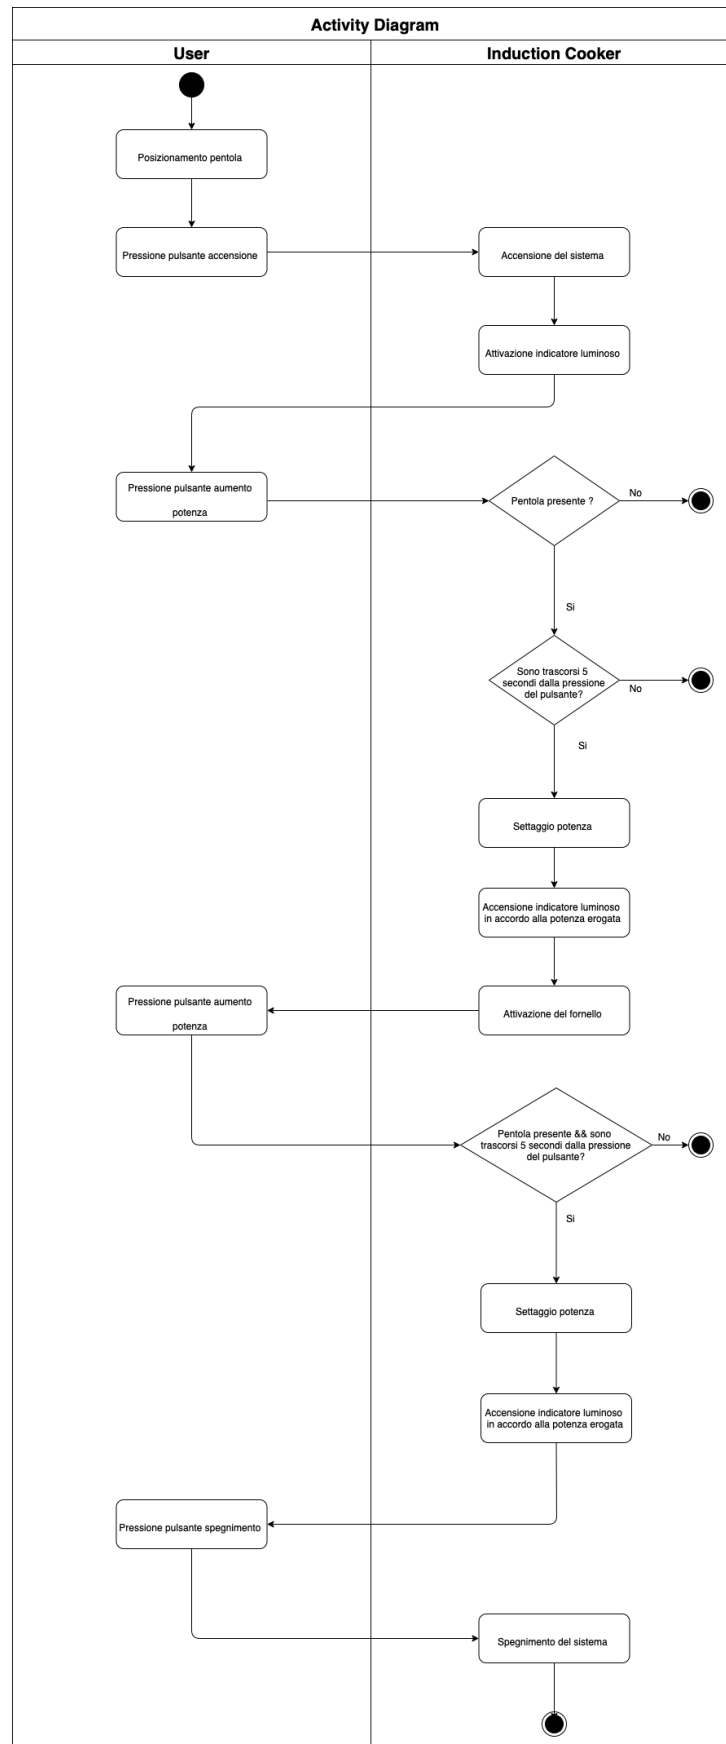 Activity Diagram
User
Induction Cooker
Posizionamento pentola
Pressione pulsante accensione
Accensione del sistema
Attivazione indicatore luminoso
Pressione pulsante aumento
potenza
Pentola presente ?
No
Si
Sono trascorsi 5
secondi dalla pressione
del pulsante?
No
Si
Settaggio potenza
Accensione indicatore luminoso
in accordo alla potenza erogata
Attivazione del fornello
Pressione pulsante aumento
potenza
Pentola presente && sono
trascorsi 5 secondi dalla pressione
del pulsante?
No
Si
Settaggio potenza
Accensione indicatore luminoso
in accordo alla potenza erogata
Pressione pulsante spegnimento
Spegnimento del sistema